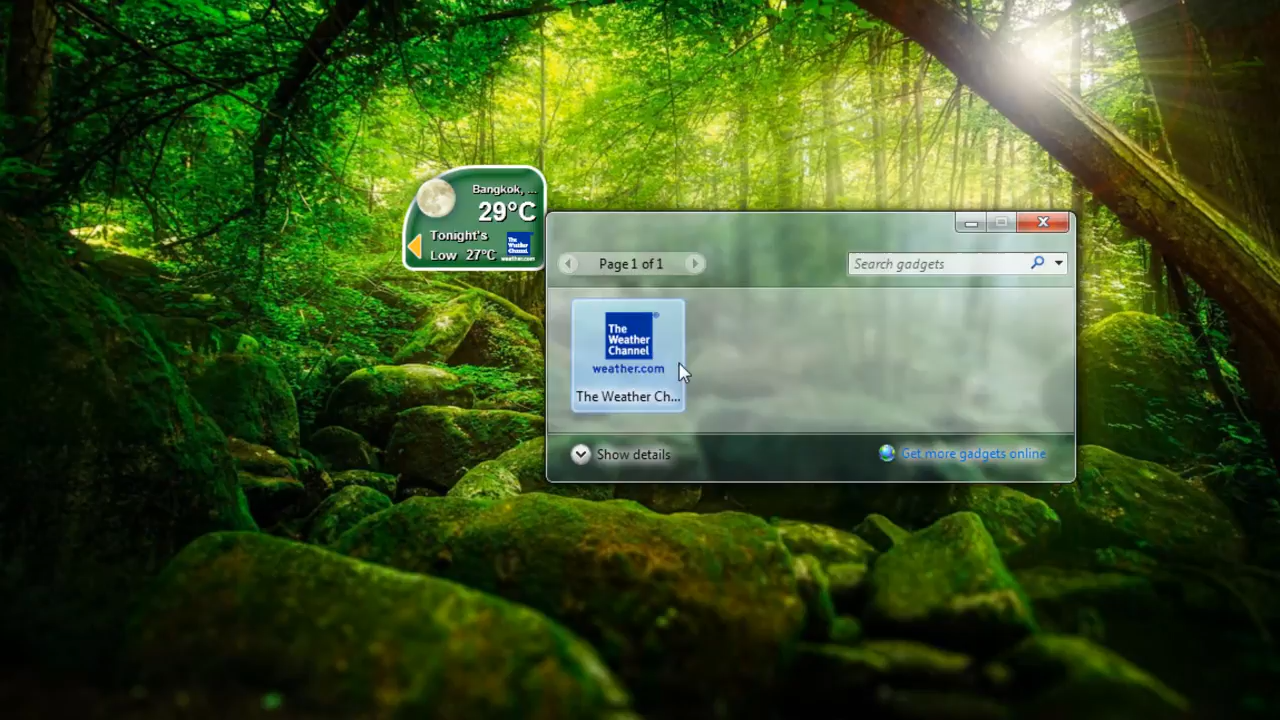 Bangkok, ...
29°C
Tonight's
Low 27°C
The
Weather
Channel
weather.com
Page 1 of 1
Search gadgets
The
Weather
Channel
®
weather.com
The Weather Ch...
Show details
Get more gadgets online